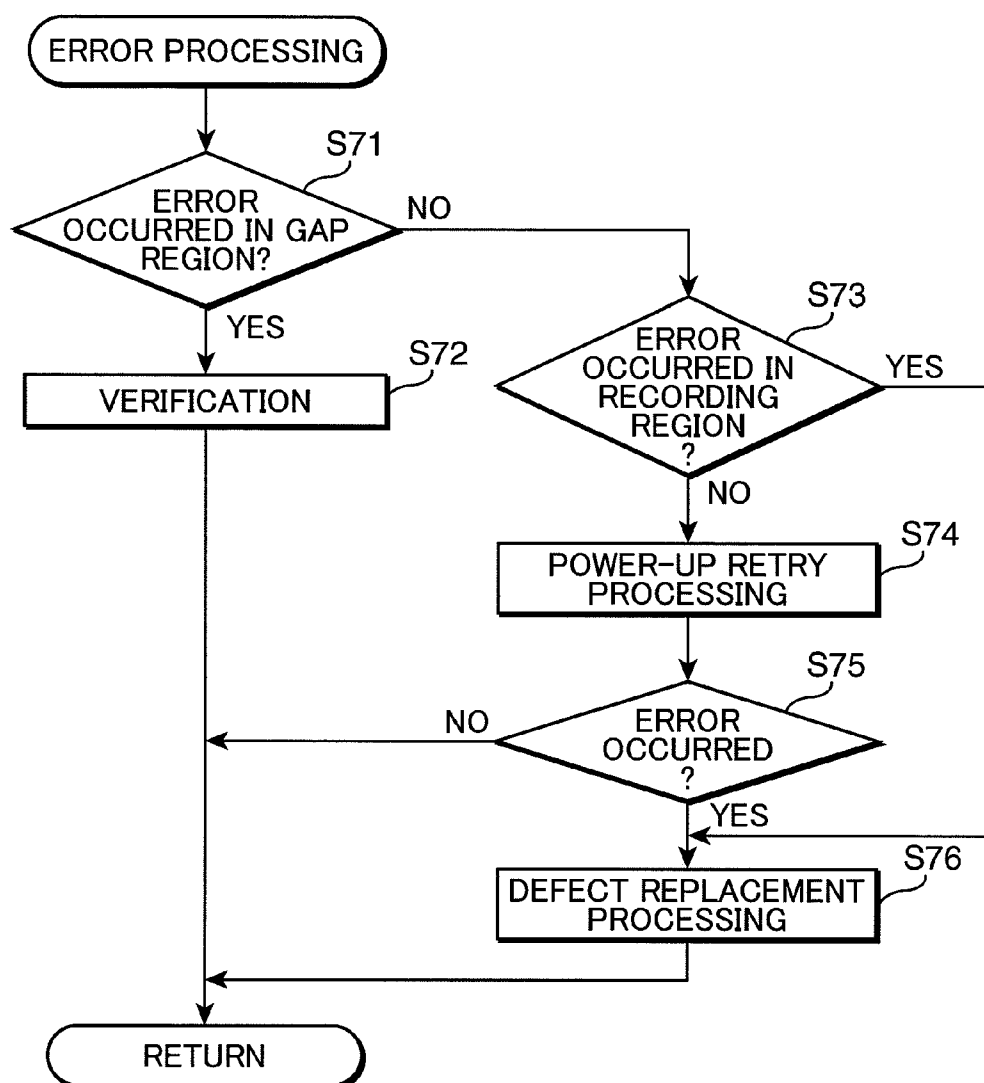 ERROR PROCESSING
S71
ERROR
OCCURRED IN GAP
REGION?
NO
YES
S72
VERIFICATION
S73
ERROR
OCCURRED IN
RECORDING
REGION
?
YES
NO
S74
POWER-UP RETRY
PROCESSING
S75
ERROR
OCCURRED
?
NO
YES
S76
DEFECT REPLACEMENT
PROCESSING
RETURN